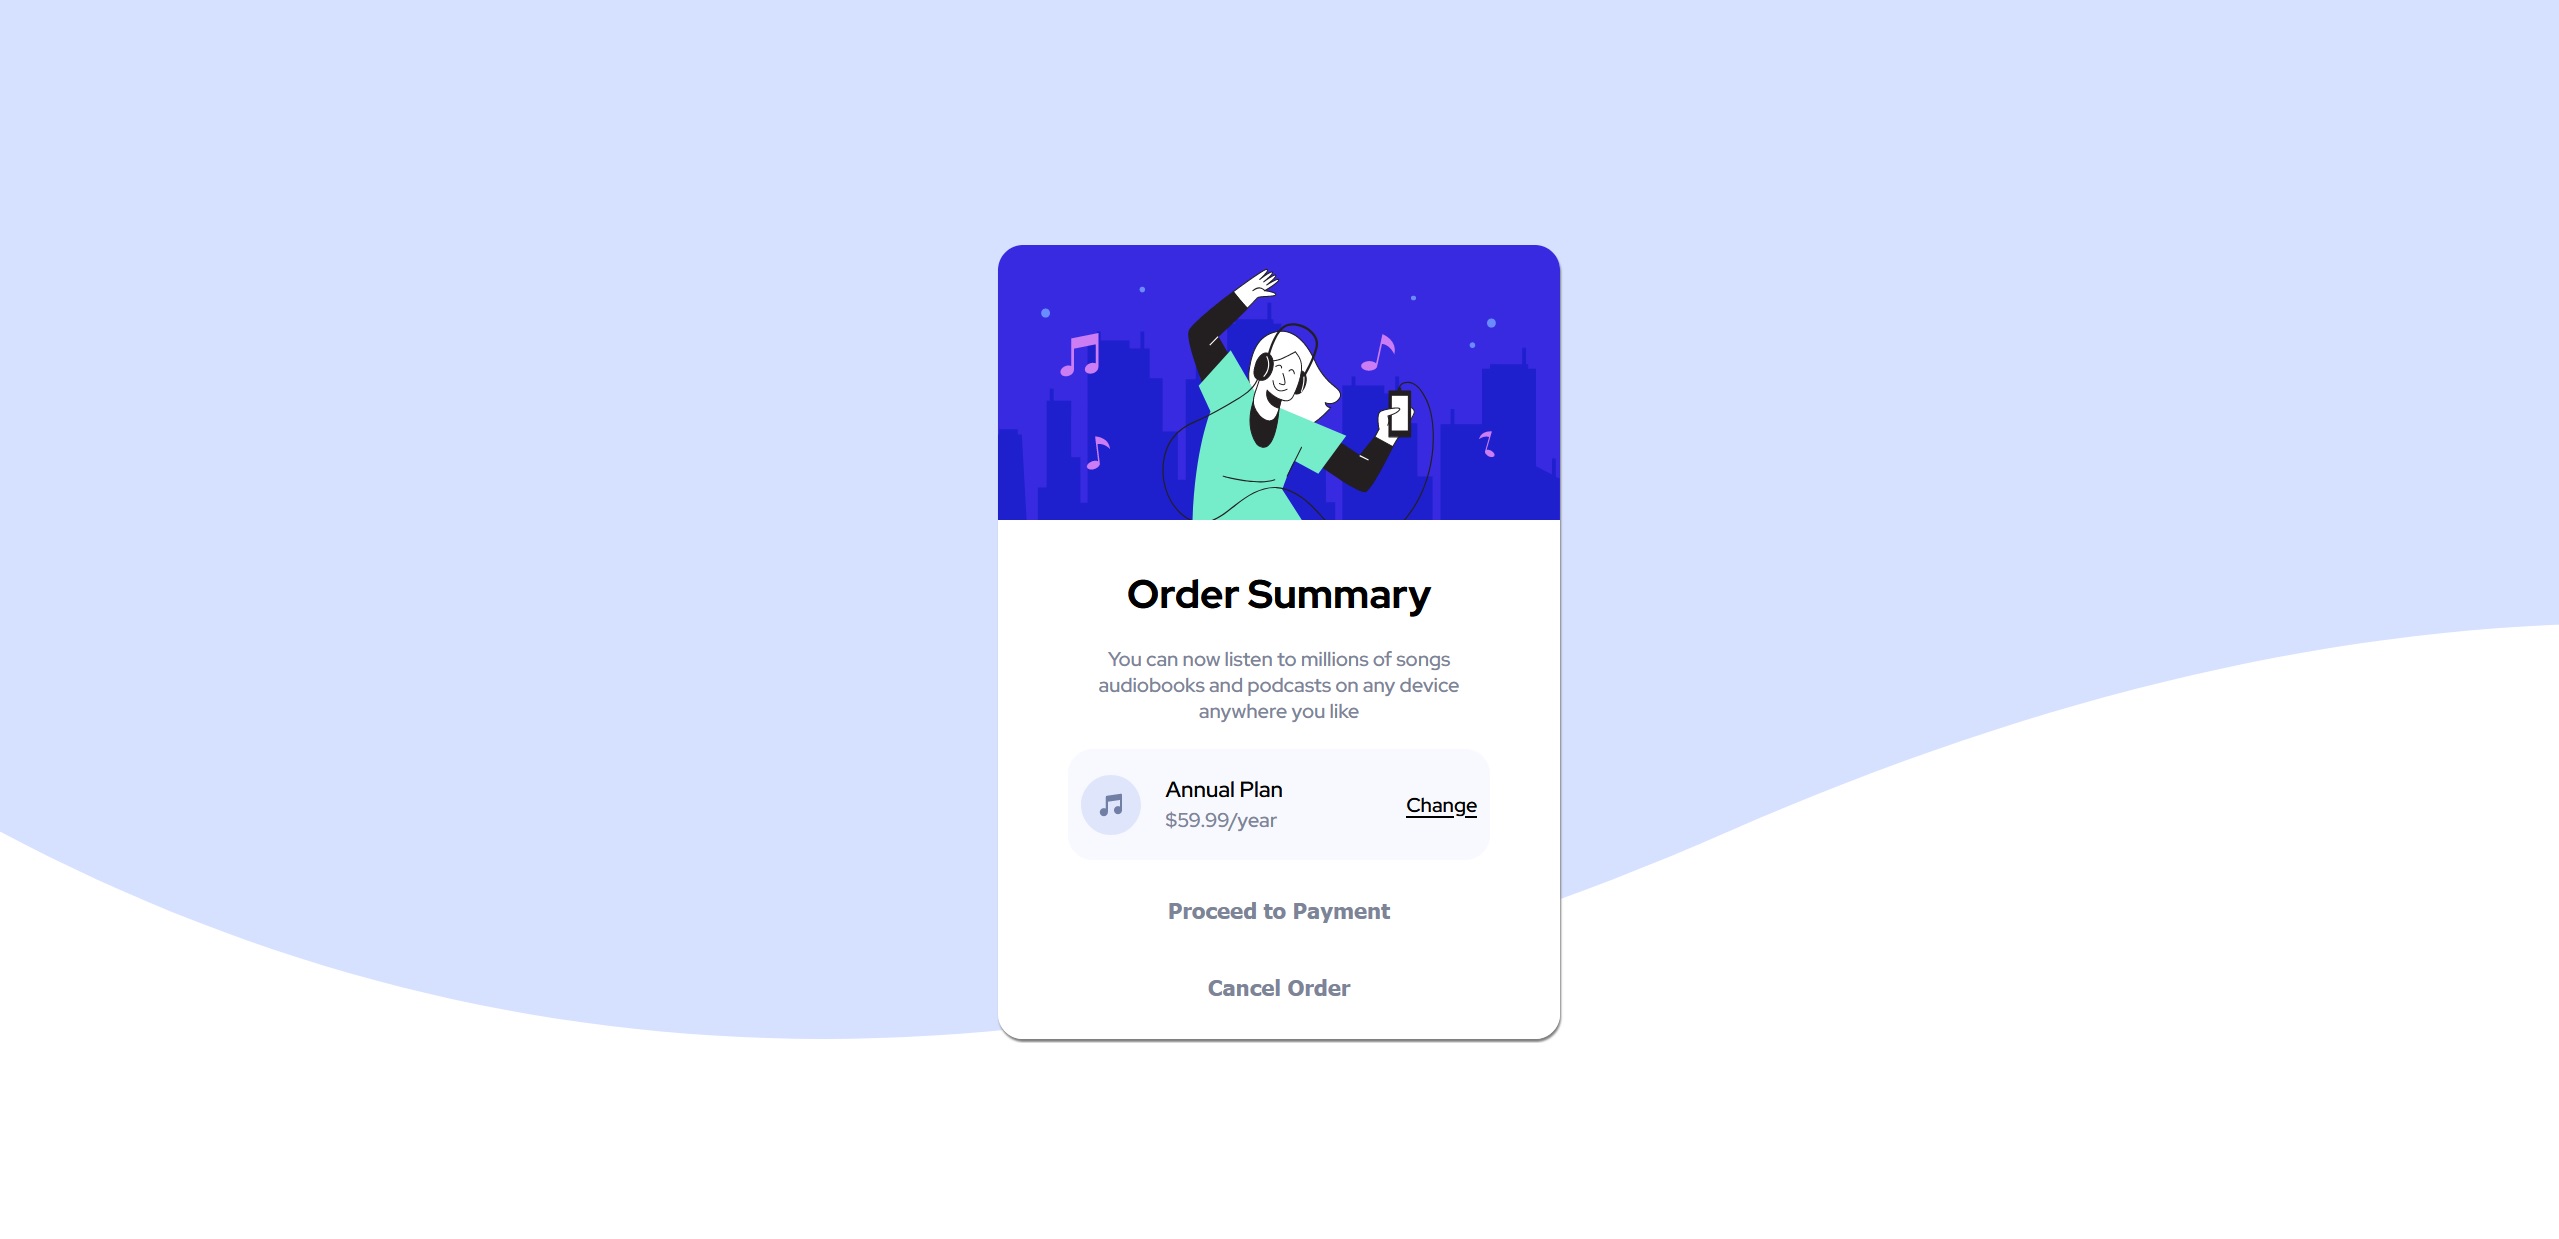 Order Summary
You can now listen to millions of songs
audiobooks and podcasts on any device
anywhere you like
Annual Plan
$59.99/year
Change
Proceed to Payment
Cancel Order